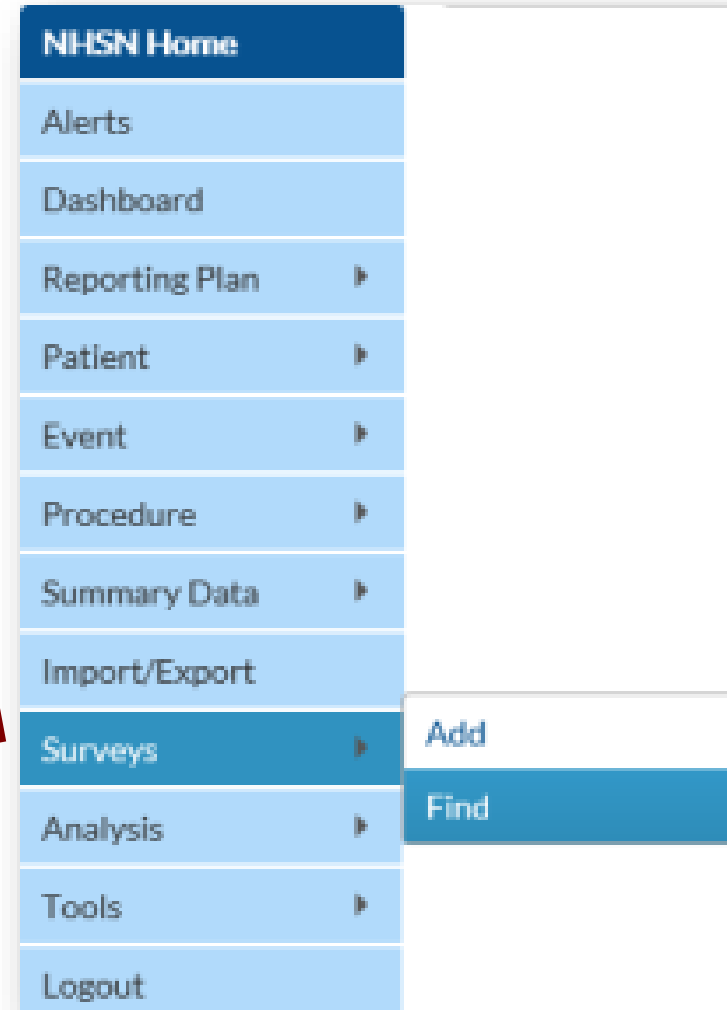 NHSN Home
Alerts
Dashboard
Reporting Plan
Patient
Event
Procedure
Summary Data
Import/Export
Surveys
Add
Find
Analysis
Tools
Logout